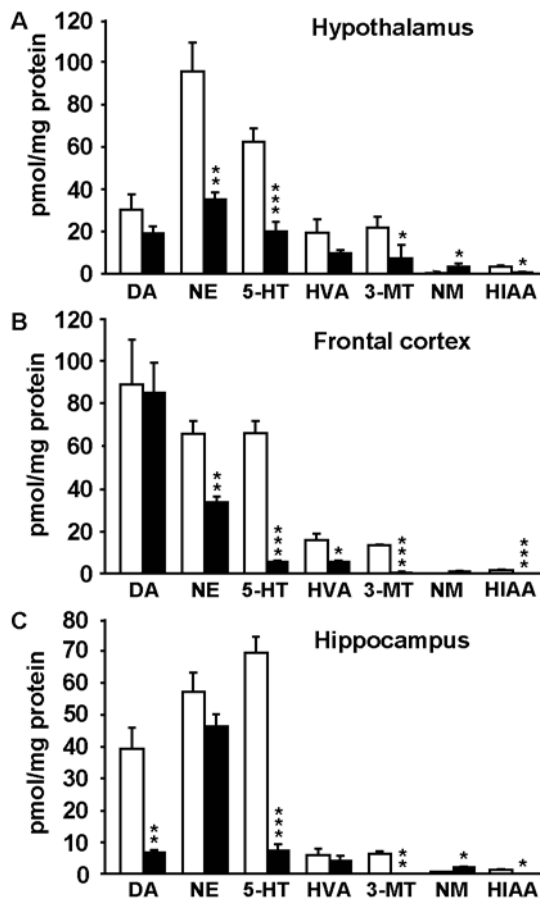 A Hypothalamus
pmol/mg protein
120
100
80
60
40
20
0
** *** * * *
DA NE 5-HT HVA 3-MT NM HIAA
B Frontal cortex
pmol/mg protein
120
100
80
60
40
20
0
** *** * *** ***
DA NE 5-HT HVA 3-MT NM HIAA
C Hippocampus
pmol/mg protein
70
60
50
40
30
20
10
0
** *** ** * *
DA NE 5-HT HVA 3-MT NM HIAA